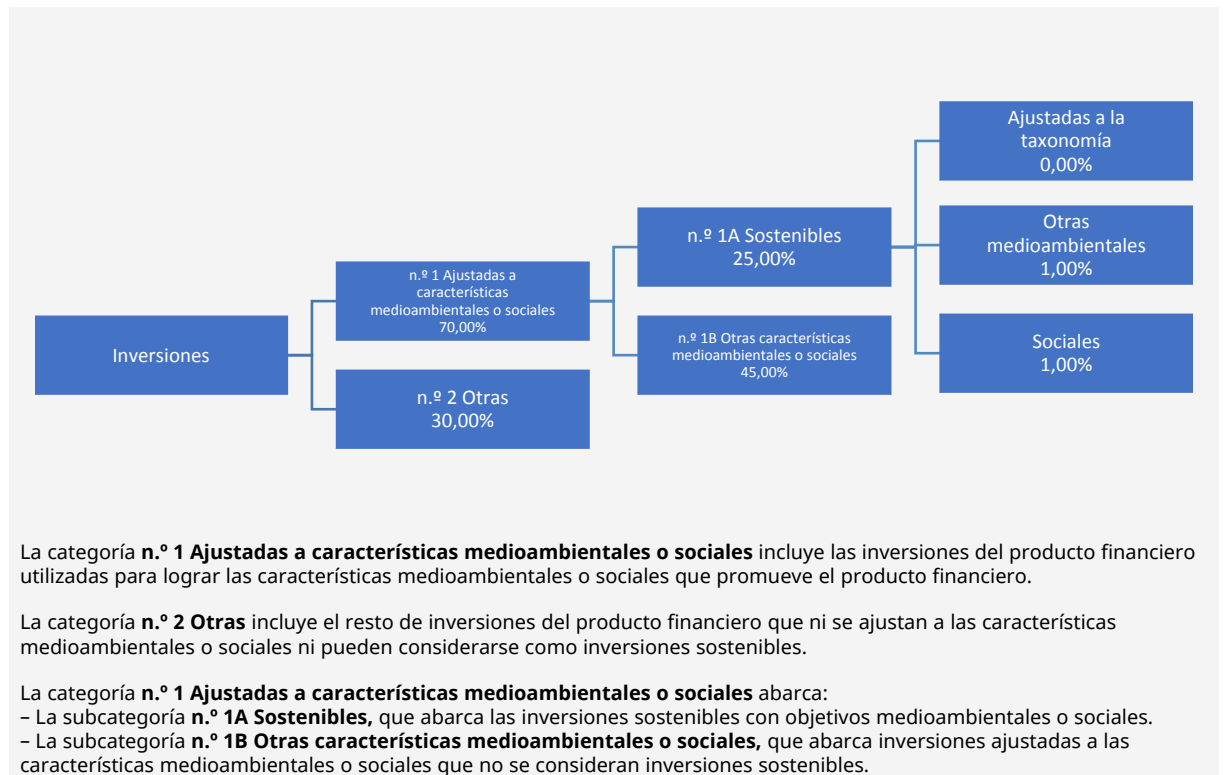 Inversiones
n.º 1 Ajustadas a
características
medioambientales o sociales
70,00%
n.º 2 Otras
30,00%
n.º 1A Sostenibles
25,00%
n.º 1B Otras características
medioambientales o sociales
45,00%
Ajustadas a la
taxonomía
0,00%
Otras
medioambientales
1,00%
Sociales
1,00%
La categoría n.º 1 Ajustadas a características medioambientales o sociales incluye las inversiones del producto financiero
utilizadas para lograr las características medioambientales o sociales que promueve el producto financiero.
La categoría n.º 2 Otras incluye el resto de inversiones del producto financiero que ni se ajustan a las características
medioambientales o sociales ni pueden considerarse como inversiones sostenibles.
La categoría n.º 1 Ajustadas a características medioambientales o sociales abarca:
– La subcategoría n.º 1A Sostenibles, que abarca las inversiones sostenibles con objetivos medioambientales o sociales.
– La subcategoría n.º 1B Otras características medioambientales o sociales, que abarca inversiones ajustadas a las
características medioambientales o sociales que no se consideran inversiones sostenibles.